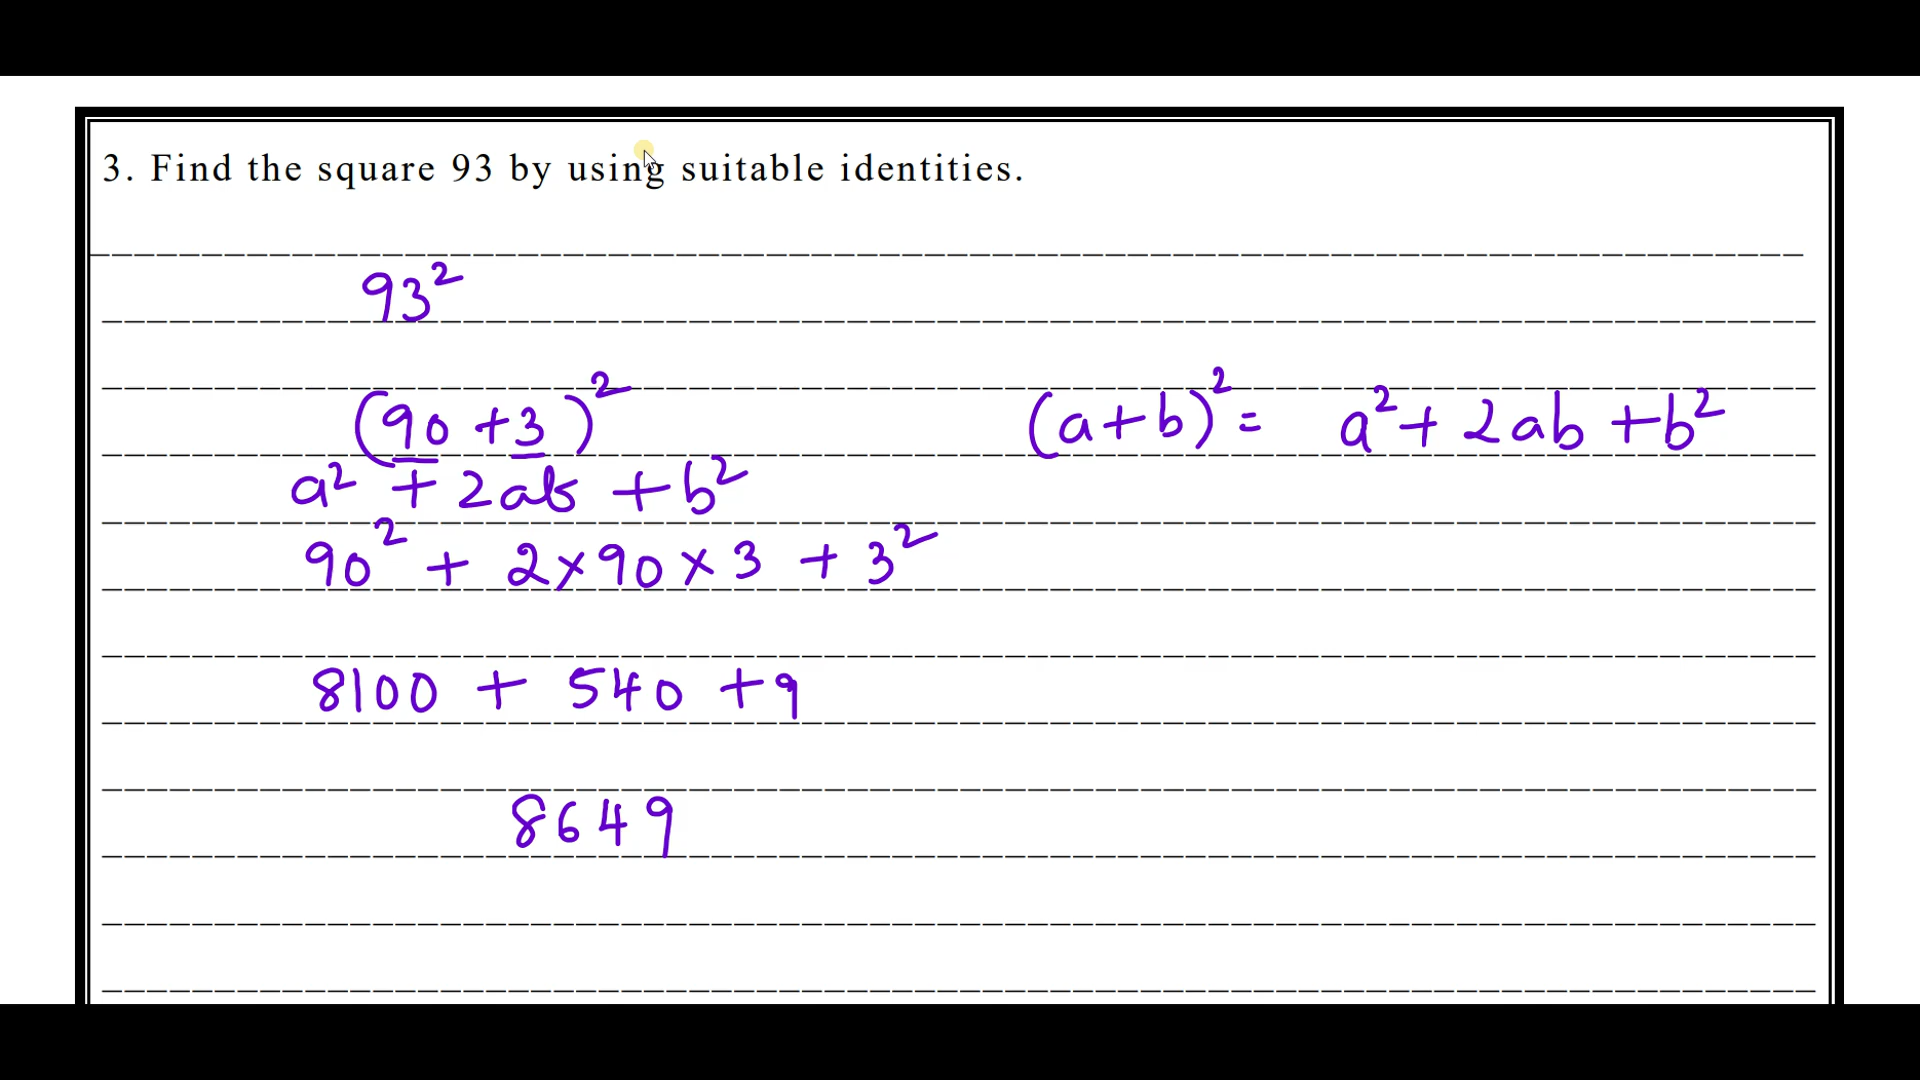 3. Find the square 93 by using suitable identities.
93²
(90 + 3)² (a+b)² = a² + 2ab + b²
a² + 2ab + b²
90² + 2×90×3 + 3²
8100 + 540 + 9
8649